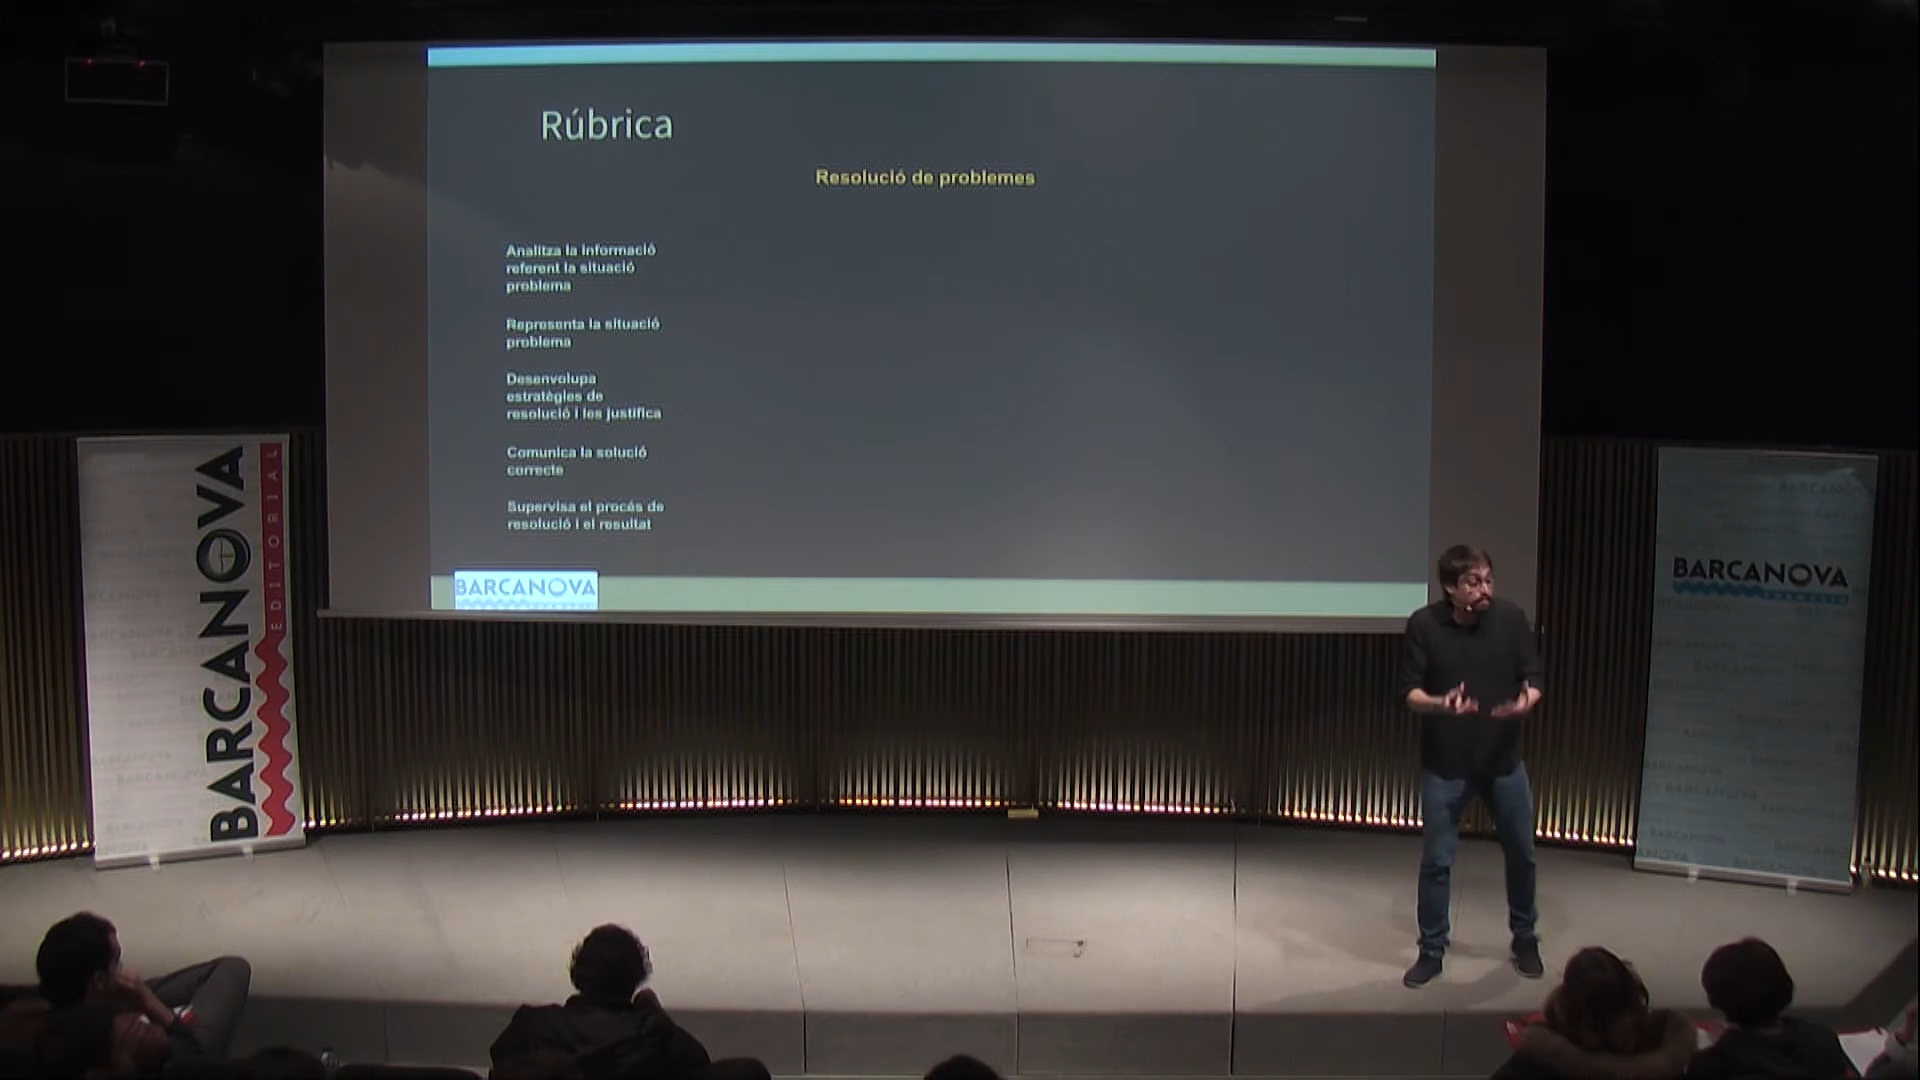 Rúbrica
Resolució de problemes
Analitza la informació
referent la situació
problema
Representa la situació
problema
Desenvolupa
estratègies de
resolució i les justifica
Comunica la solució
correcte
Supervisa el procés de
resolució i el resultat
BARCANOVA
BARCANOVA
EDITORIAL
BARCANOVA
FORMACIÓ